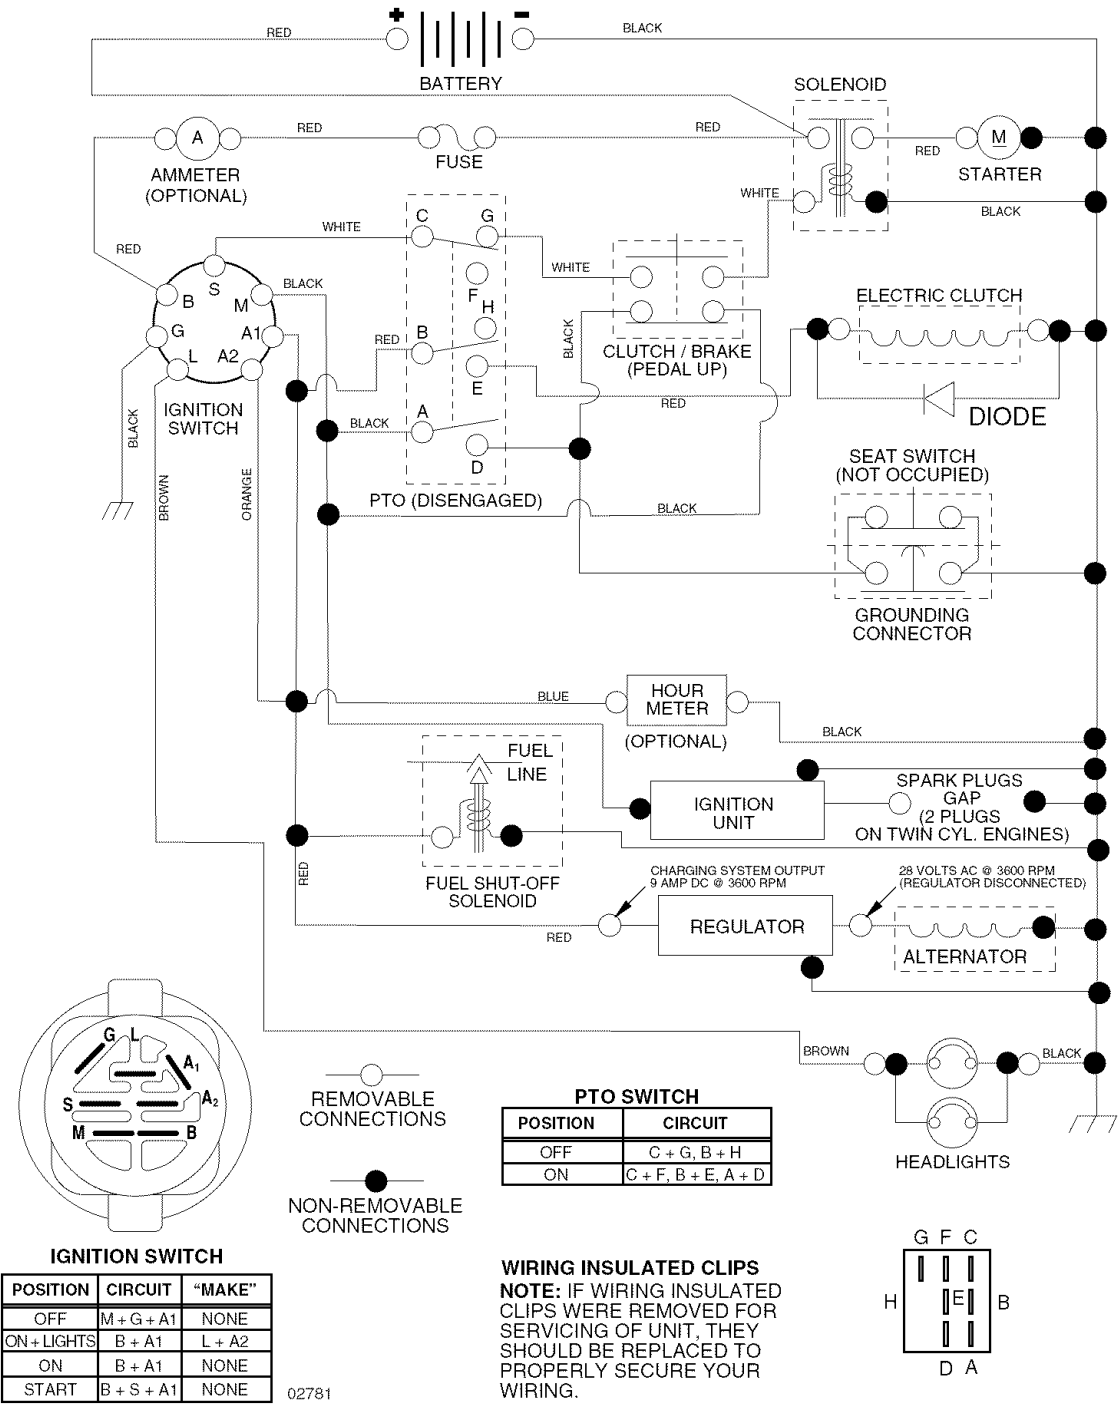 + -
RED
BLACK
BATTERY
SOLENOID
A
RED
RED
RED
M
AMMETER
(OPTIONAL)
FUSE
STARTER
WHITE
BLACK
C G
WHITE
RED
S
B
M
BLACK
F
WHITE
ELECTRIC CLUTCH
G
A1
H
B
RED
L
A2
E
BLACK
CLUTCH / BRAKE
(PEDAL UP)
RED
DIODE
IGNITION
SWITCH
BLACK
A
BLACK
D
SEAT SWITCH
(NOT OCCUPIED)
BROWN
ORANGE
PTO (DISENGAGED)
BLACK
GROUNDING
CONNECTOR
BLUE
HOUR
METER
(OPTIONAL)
BLACK
FUEL
LINE
IGNITION
UNIT
SPARK PLUGS
GAP
(2 PLUGS
ON TWIN CYL. ENGINES)
RED
FUEL SHUT-OFF
SOLENOID
CHARGING SYSTEM OUTPUT
9 AMP DC @ 3600 RPM
28 VOLTS AC @ 3600 RPM
(REGULATOR DISCONNECTED)
RED
REGULATOR
ALTERNATOR
BROWN
BLACK
HEADLIGHTS
G L
A1
S
A2
M
B
REMOVABLE
CONNECTIONS
NON-REMOVABLE
CONNECTIONS
PTO SWITCH
POSITION CIRCUIT
OFF C + G, B + H
ON C + F, B + E, A + D
IGNITION SWITCH
POSITION CIRCUIT “MAKE”
OFF M + G + A1 NONE
ON + LIGHTS B + A1 L + A2
ON B + A1 NONE
START B + S + A1 NONE
02781
WIRING INSULATED CLIPS
NOTE: IF WIRING INSULATED
CLIPS WERE REMOVED FOR
SERVICING OF UNIT, THEY
SHOULD BE REPLACED TO
PROPERLY SECURE YOUR
WIRING.
G F C
H E B
D A